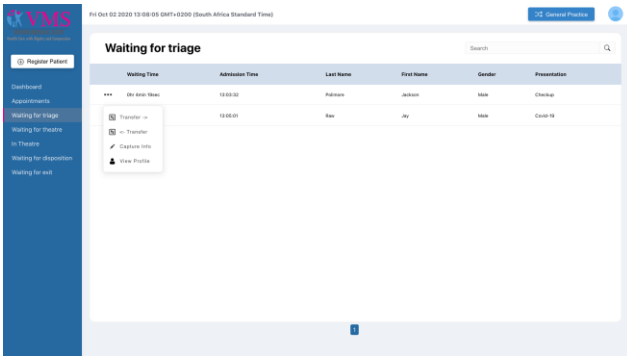 VMS
Fri Oct 02 2020 13:08:05 GMT+0200 (South Africa Standard Time)
General Practice
Register Patient
Dashboard
Appointments
Waiting for triage
Waiting for theatre
In Theatre
Waiting for disposition
Waiting for exit
Waiting for triage
Search
Waiting Time Admission Time Last Name First Name Gender Presentation
13:03:32 Jackson Male Checkup
13:05:01 Jay Male Covid-19
Transfer ->
<- Transfer
Capture Info
View Profile
1